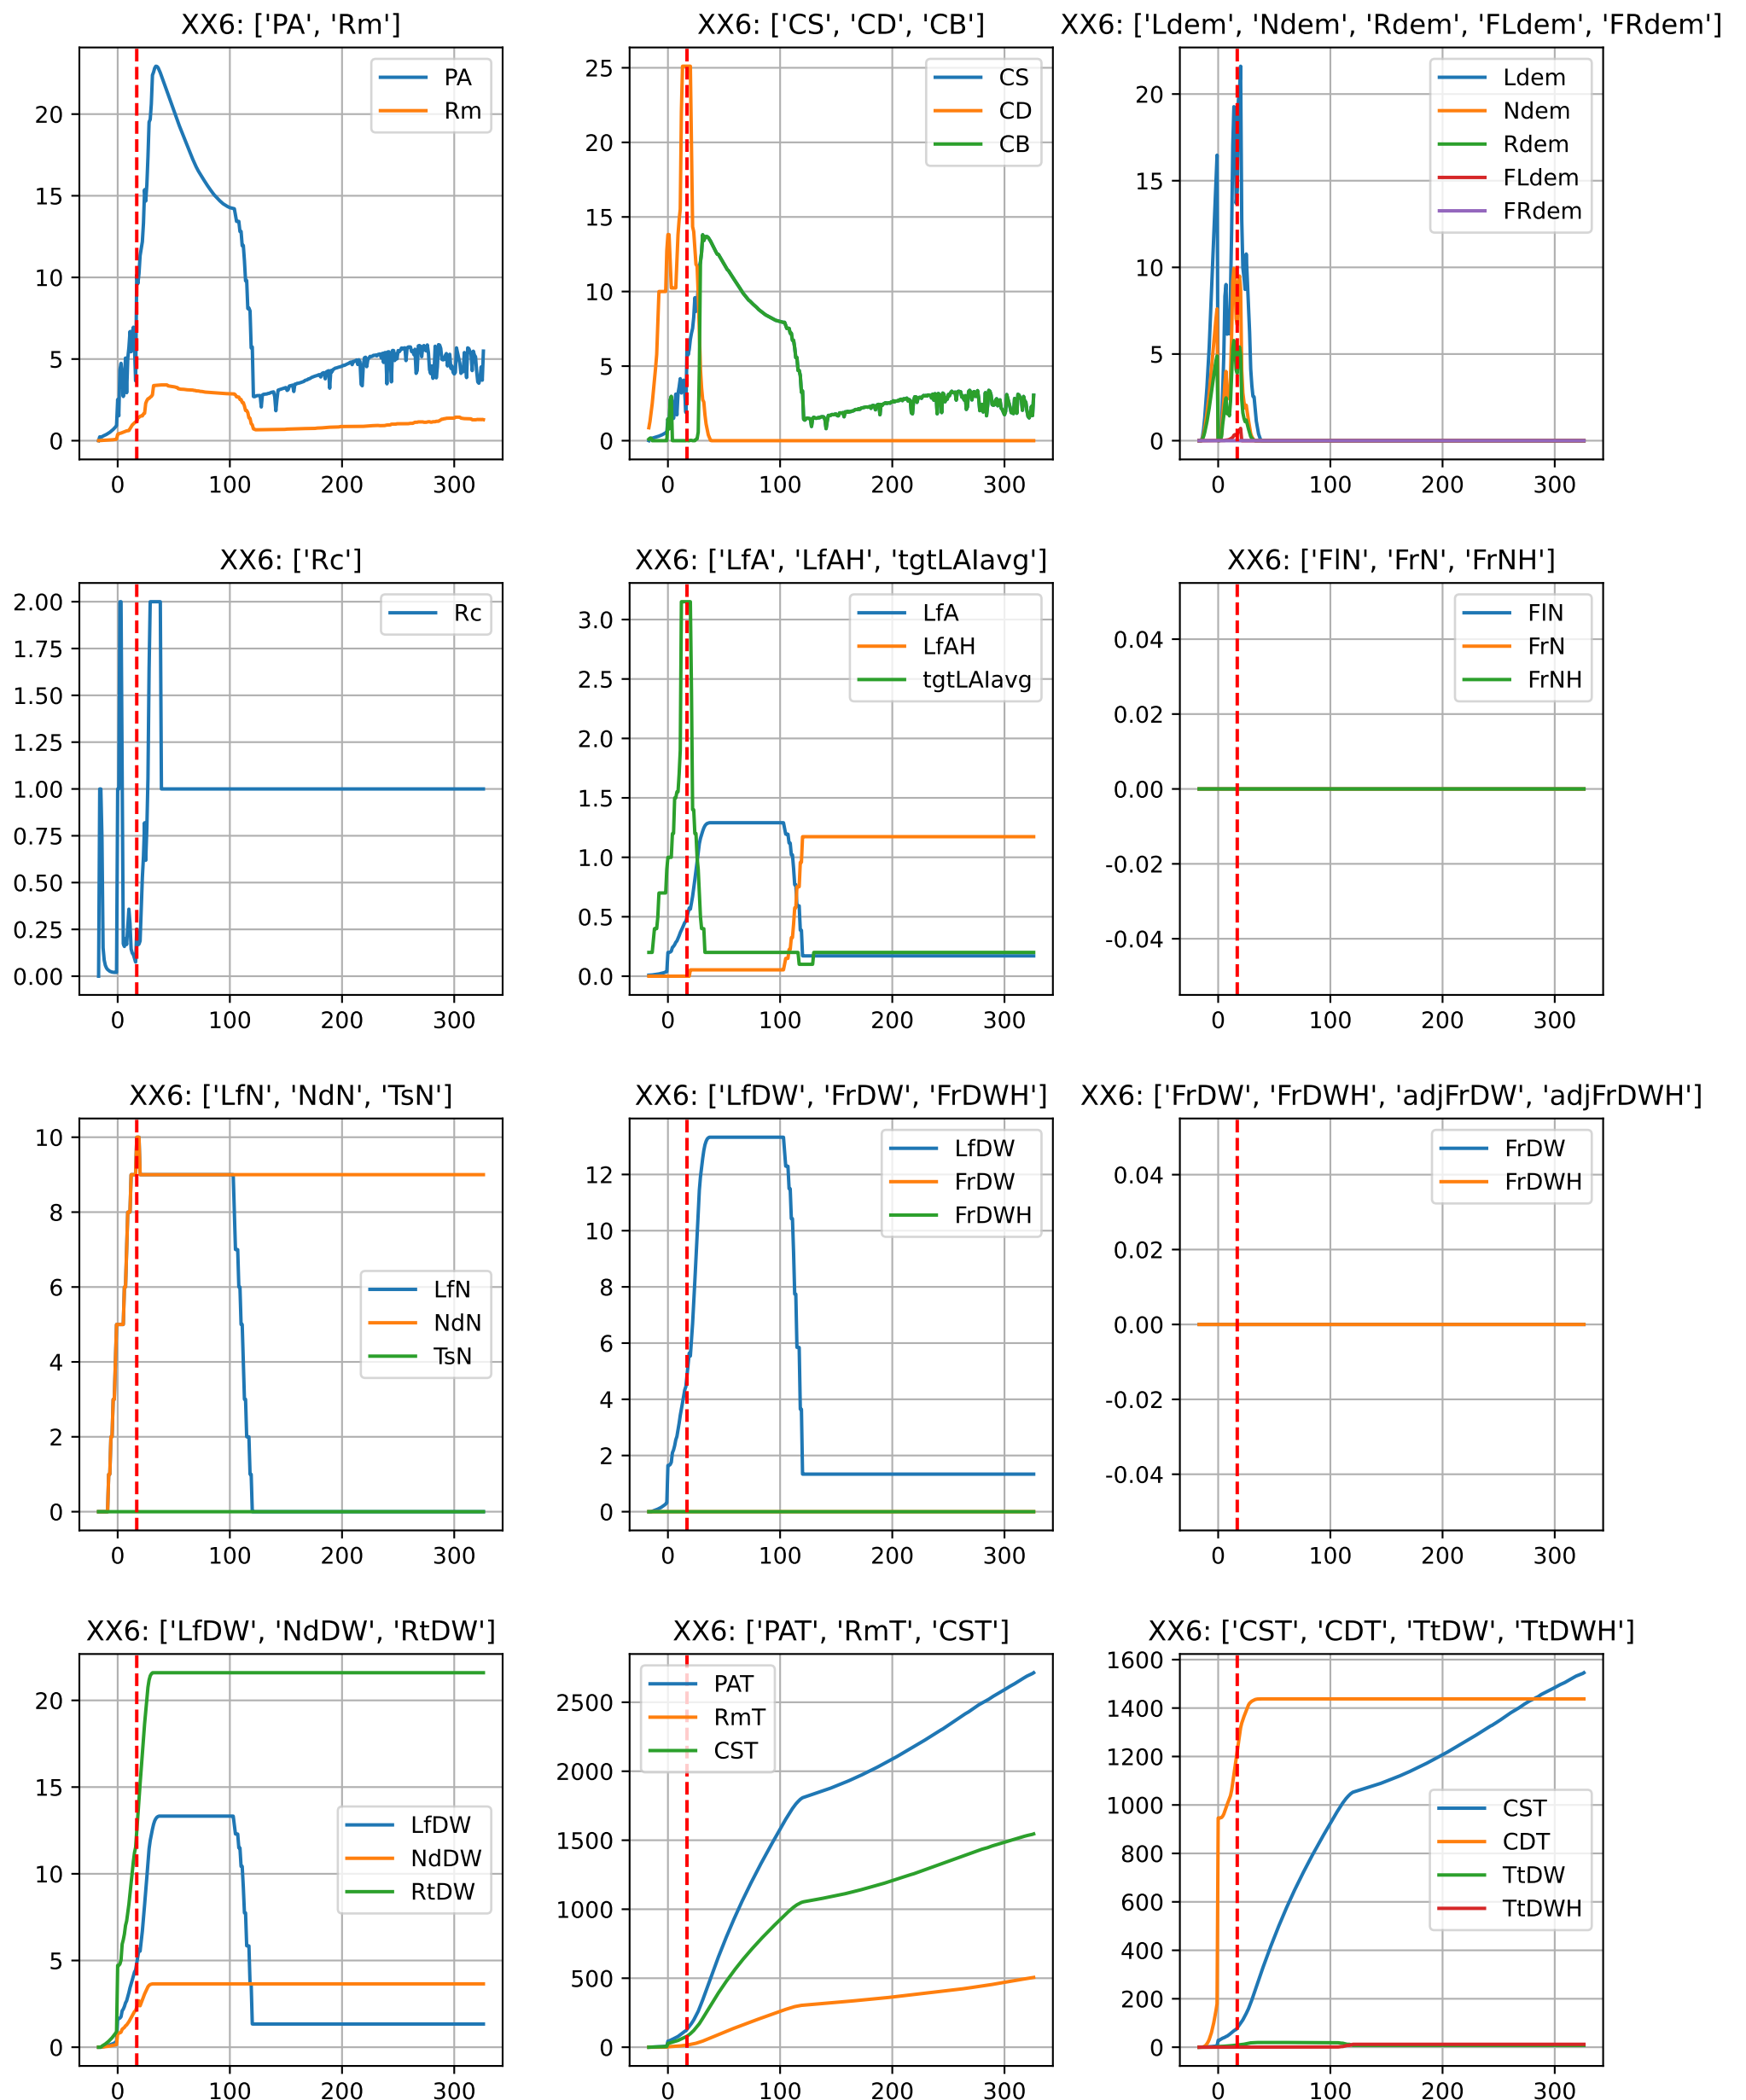 XX6: ['PA', 'Rm']
PA
Rm
20
15
10
5
0
0 100 200 300
XX6: ['CS', 'CD', 'CB']
CS
CD
CB
25
20
15
10
5
0
0 100 200 300
XX6: ['Ldem', 'Ndem', 'Rdem', 'FLdem', 'FRdem']
Ldem
Ndem
Rdem
FLdem
FRdem
20
15
10
5
0
0 100 200 300
XX6: ['Rc']
Rc
2.00
1.75
1.50
1.25
1.00
0.75
0.50
0.25
0.00
0 100 200 300
XX6: ['LfA', 'LfAH', 'tgtLAIavg']
LfA
LfAH
tgtLAIavg
3.0
2.5
2.0
1.5
1.0
0.5
0.0
0 100 200 300
XX6: ['FlN', 'FrN', 'FrNH']
FlN
FrN
FrNH
0.04
0.02
0.00
-0.02
-0.04
0 100 200 300
XX6: ['LfN', 'NdN', 'TsN']
LfN
NdN
TsN
10
8
6
4
2
0
0 100 200 300
XX6: ['LfDW', 'FrDW', 'FrDWH']
LfDW
FrDW
FrDWH
12
10
8
6
4
2
0
0 100 200 300
XX6: ['FrDW', 'FrDWH', 'adjFrDW', 'adjFrDWH']
FrDW
FrDWH
0.04
0.02
0.00
-0.02
-0.04
0 100 200 300
XX6: ['LfDW', 'NdDW', 'RtDW']
LfDW
NdDW
RtDW
20
15
10
5
0
0 100 200 300
XX6: ['PAT', 'RmT', 'CST']
PAT
RmT
CST
2500
2000
1500
1000
500
0
0 100 200 300
XX6: ['CST', 'CDT', 'TtDW', 'TtDWH']
CST
CDT
TtDW
TtDWH
1600
1400
1200
1000
800
600
400
200
0
0 100 200 300